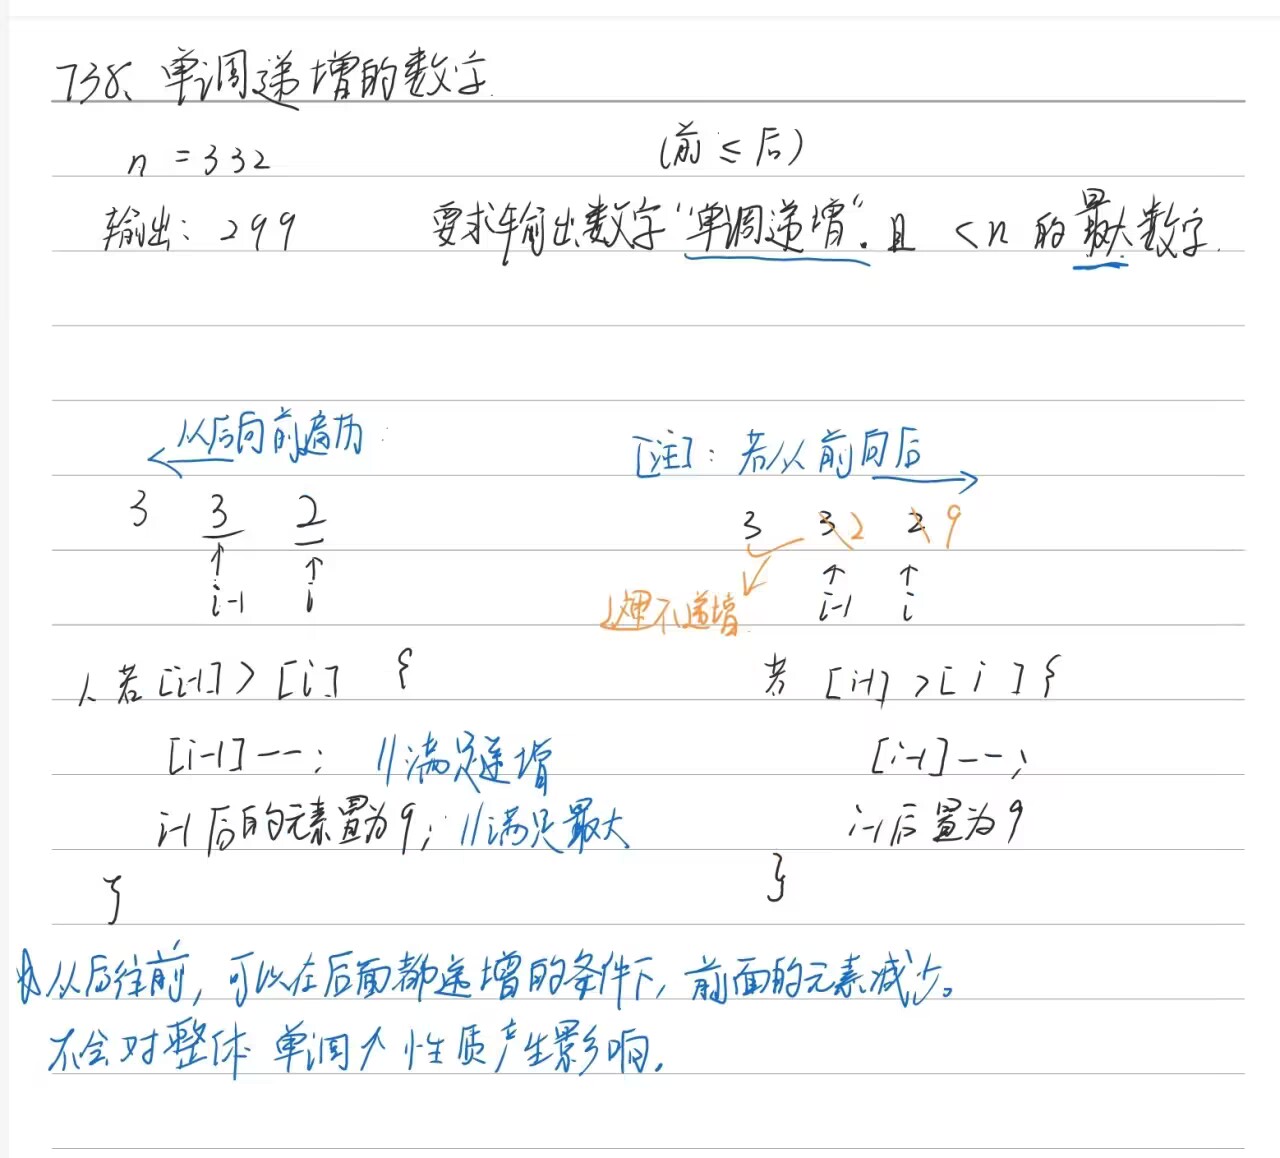 738、单调递增的数字.
n = 332
(前 ≤ 后)
输出: 299
要求输出数字“单调递增”. 且 < n 的最大数字.
从后向前遍历
[注]: 若从前向后
3 3 2
3 3 2 2 9
i-1 i
i-1 i
这里不递增
1、若 [i-1] > [i] {
若 [i-1] > [i] {
[i-1]--; //满足递增
[i-1]--;
i-1后的元素置为9; //满足最大
i-1后置为9
}
}
从后往前, 可以在后面都递增的条件下, 前面的元素减少。
不会对整体 单调↗性质产生影响.